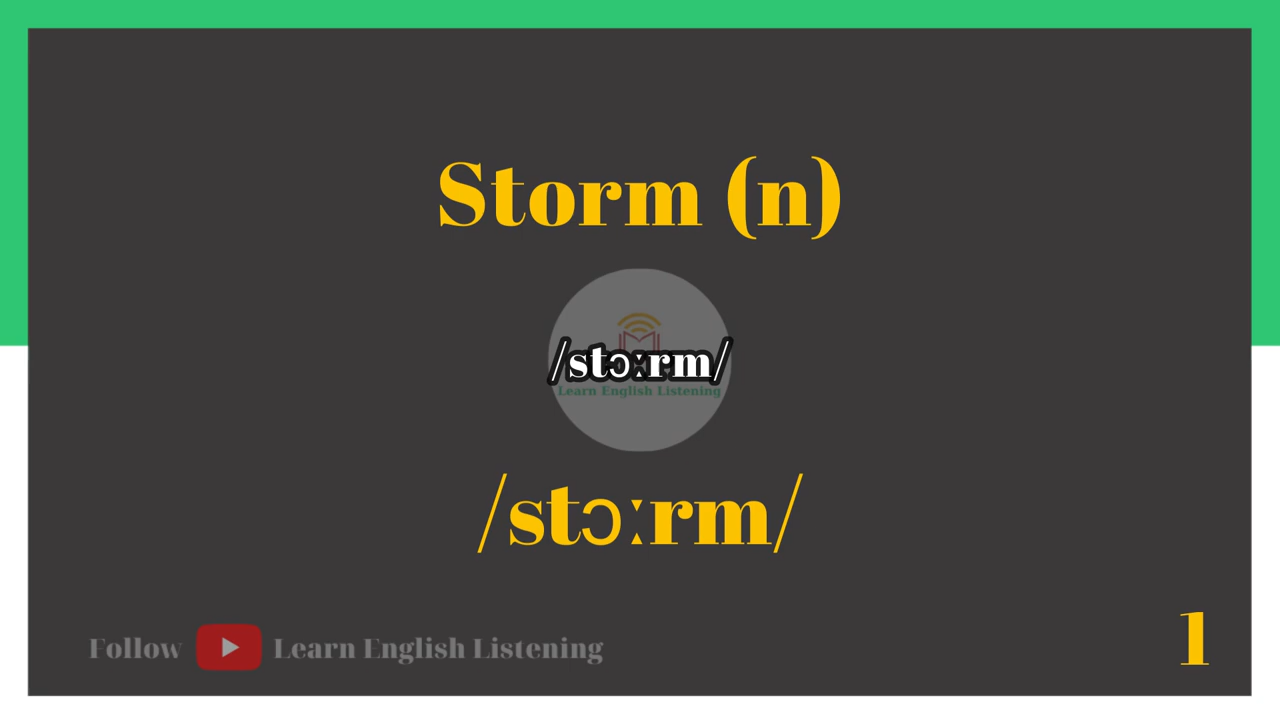 Storm (n)
/stɔːrm/
Learn English Listening
/stɔːrm/
Follow Learn English Listening
1